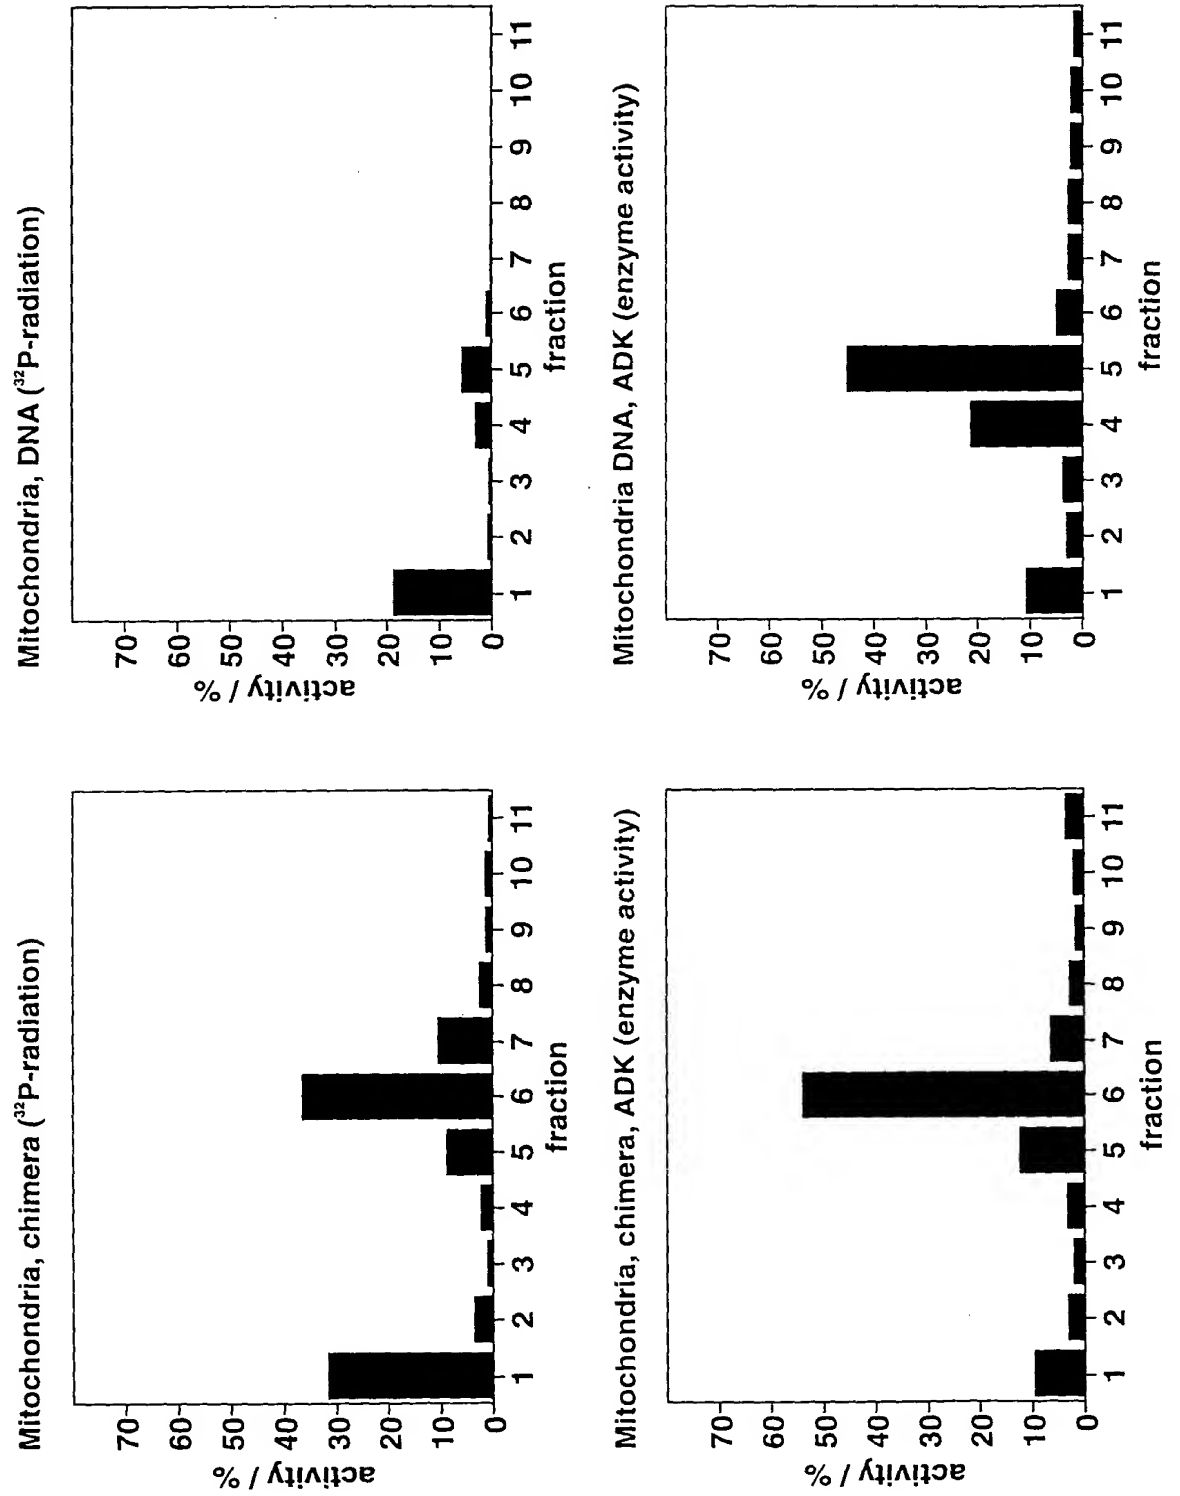 Mitochondria, chimera (³²P-radiation)
activity / %
70
60
50
40
30
20
10
0
1 2 3 4 5 6 7 8 9 10 11
fraction
Mitochondria, DNA (³²P-radiation)
activity / %
70
60
50
40
30
20
10
0
1 2 3 4 5 6 7 8 9 10 11
fraction
Mitochondria, chimera, ADK (enzyme activity)
activity / %
70
60
50
40
30
20
10
0
1 2 3 4 5 6 7 8 9 10 11
fraction
Mitochondria DNA, ADK (enzyme activity)
activity / %
70
60
50
40
30
20
10
0
1 2 3 4 5 6 7 8 9 10 11
fraction